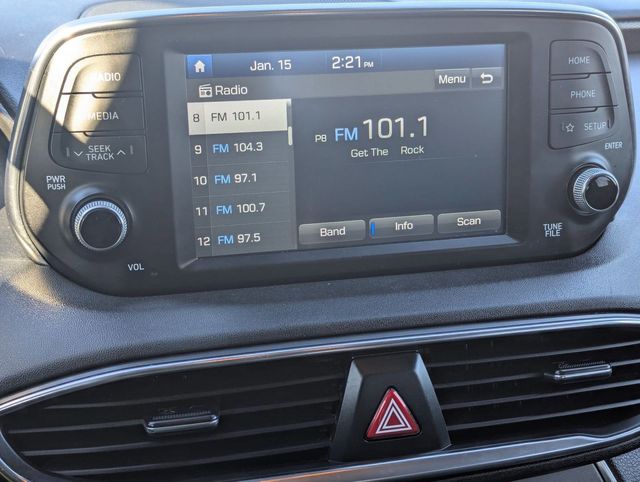 RADIO
MEDIA
SEEK
TRACK
PWR
PUSH
VOL
Jan. 15 2:21 PM
Radio
Menu
8 FM 101.1
9 FM 104.3
10 FM 97.1
11 FM 100.7
12 FM 97.5
P8 FM 101.1
Get The Rock
Band Info Scan
HOME
PHONE
SETUP
ENTER
TUNE
FILE